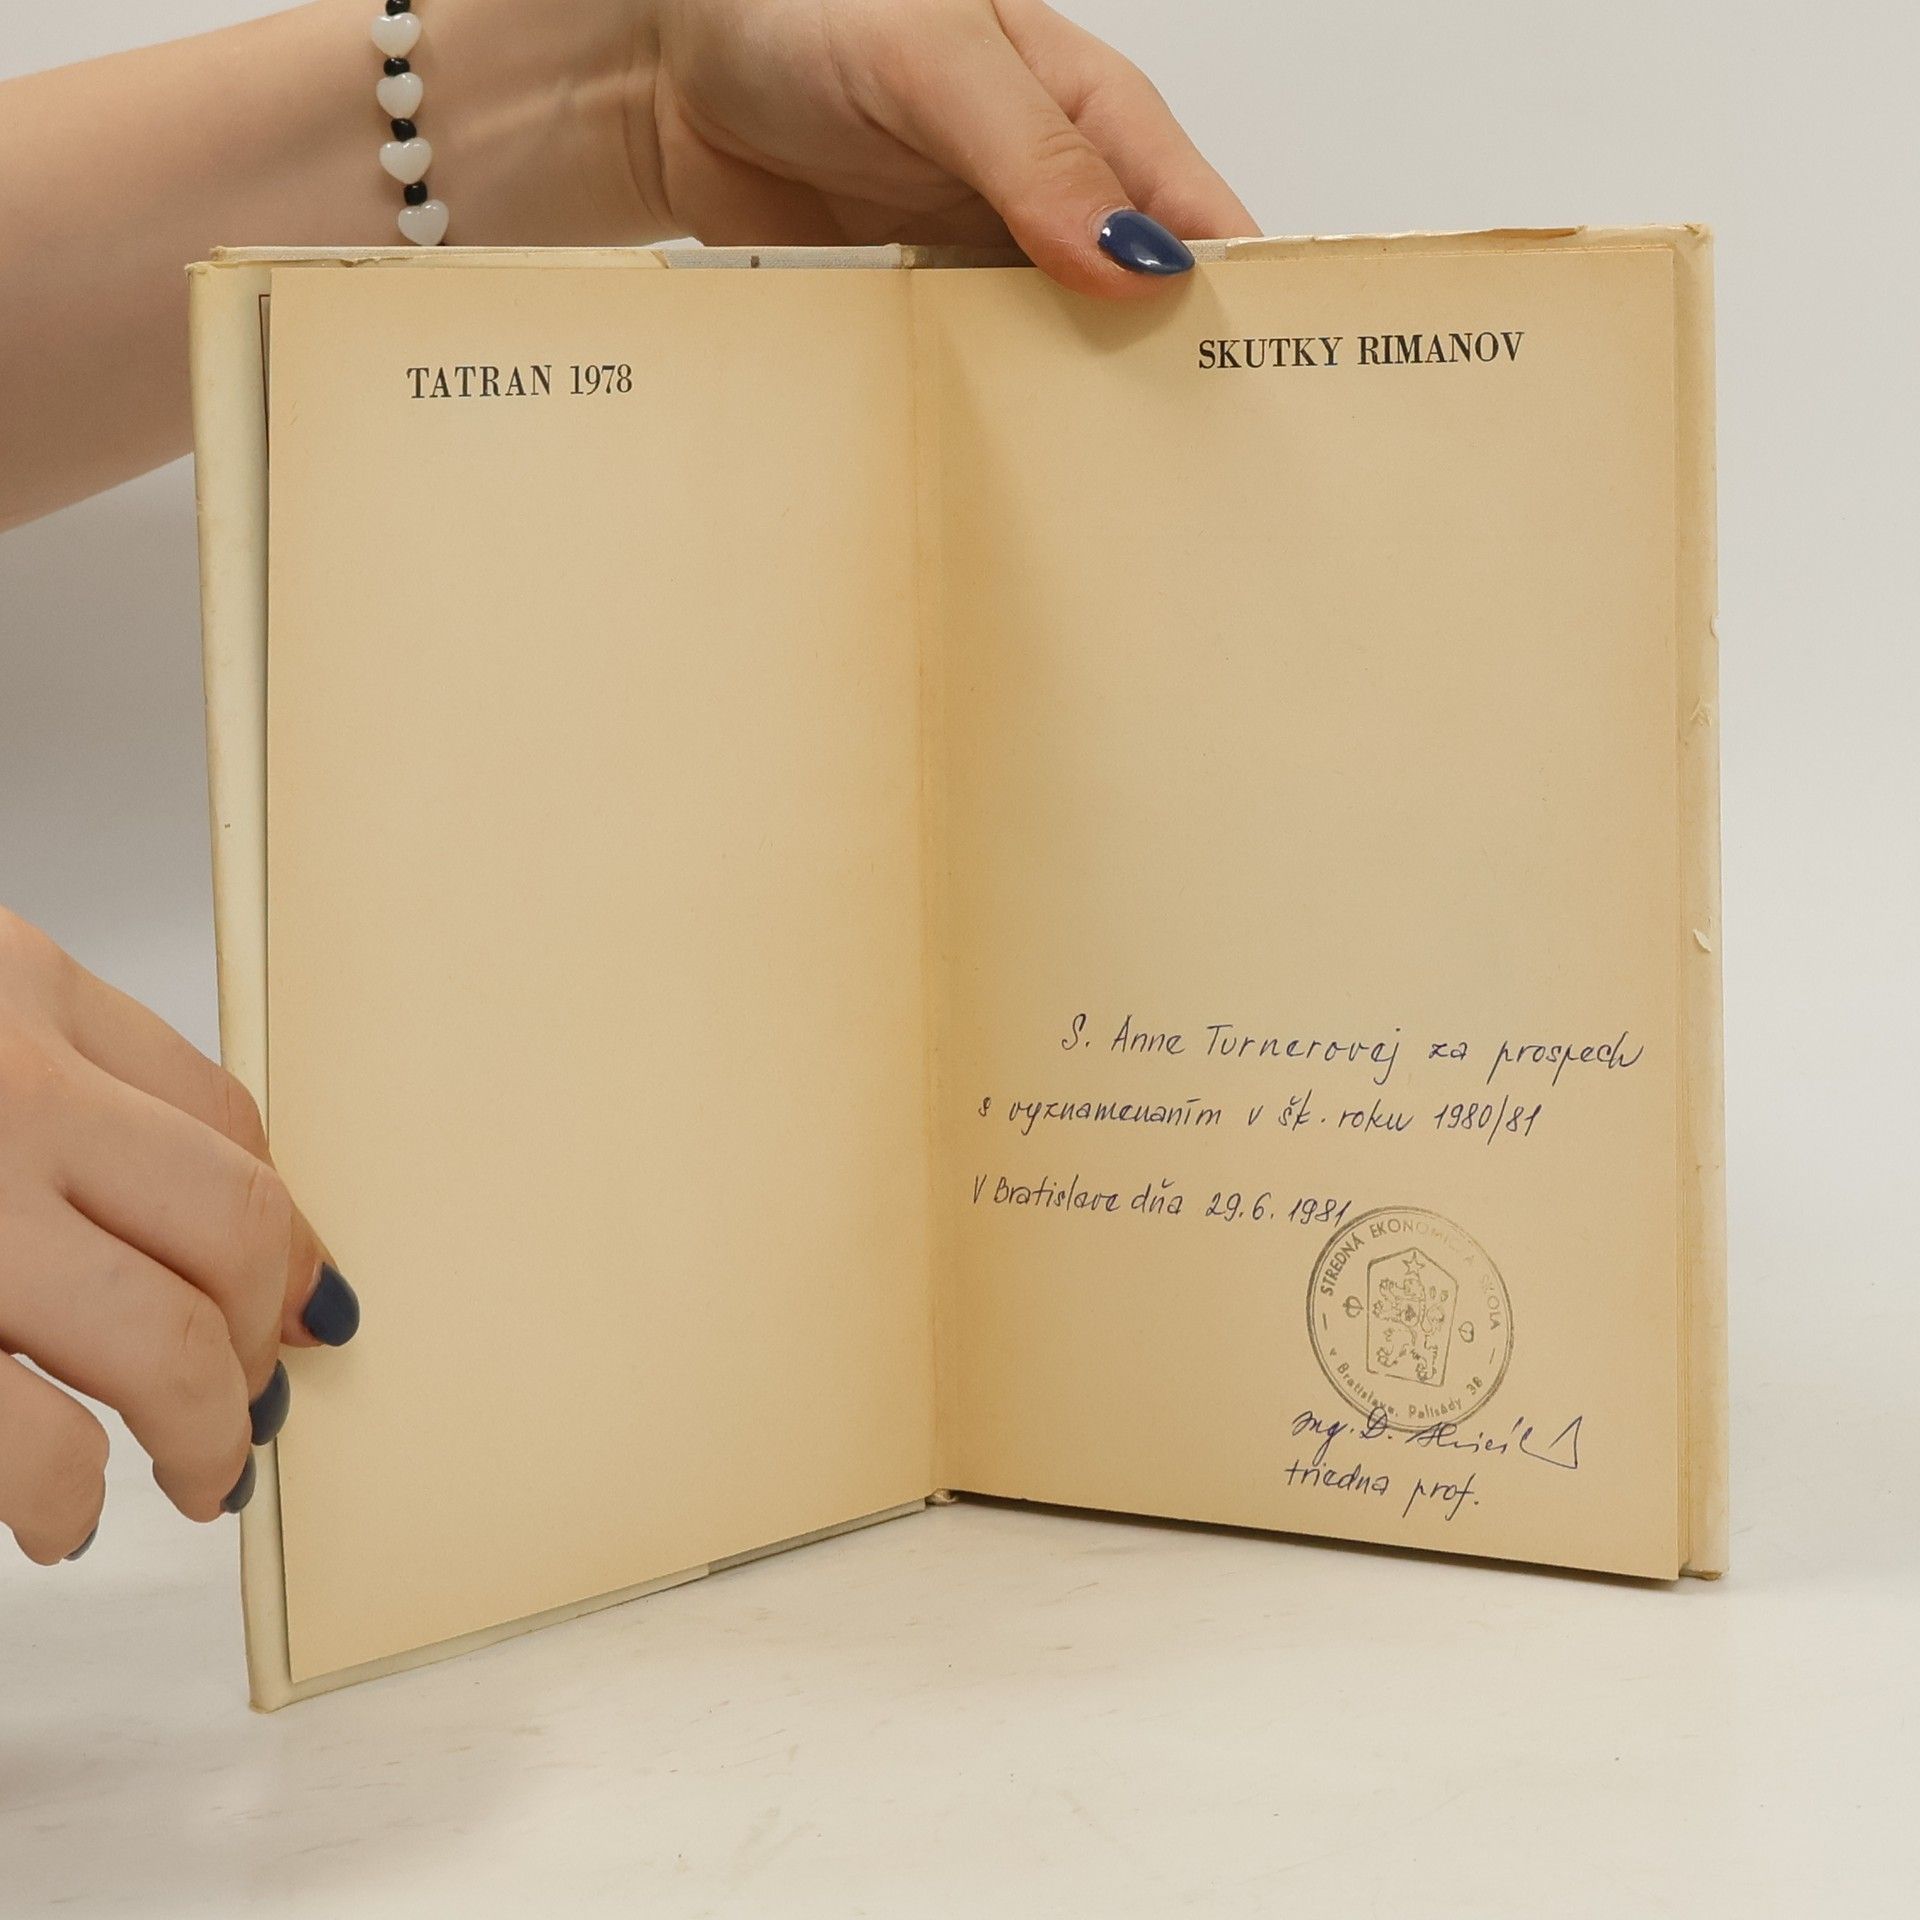 TATRAN 1978
SKUTKY RIMANOV
S. Anne Turnerovej za prospech
s vyznamenaním v šk. roku 1980/81
V Bratislave dňa 29.6. 1981
STREDNÁ EKONOMICKÁ ŠKOLA
v Bratislave, Palisády 38
Ing. D.
triedna prof.